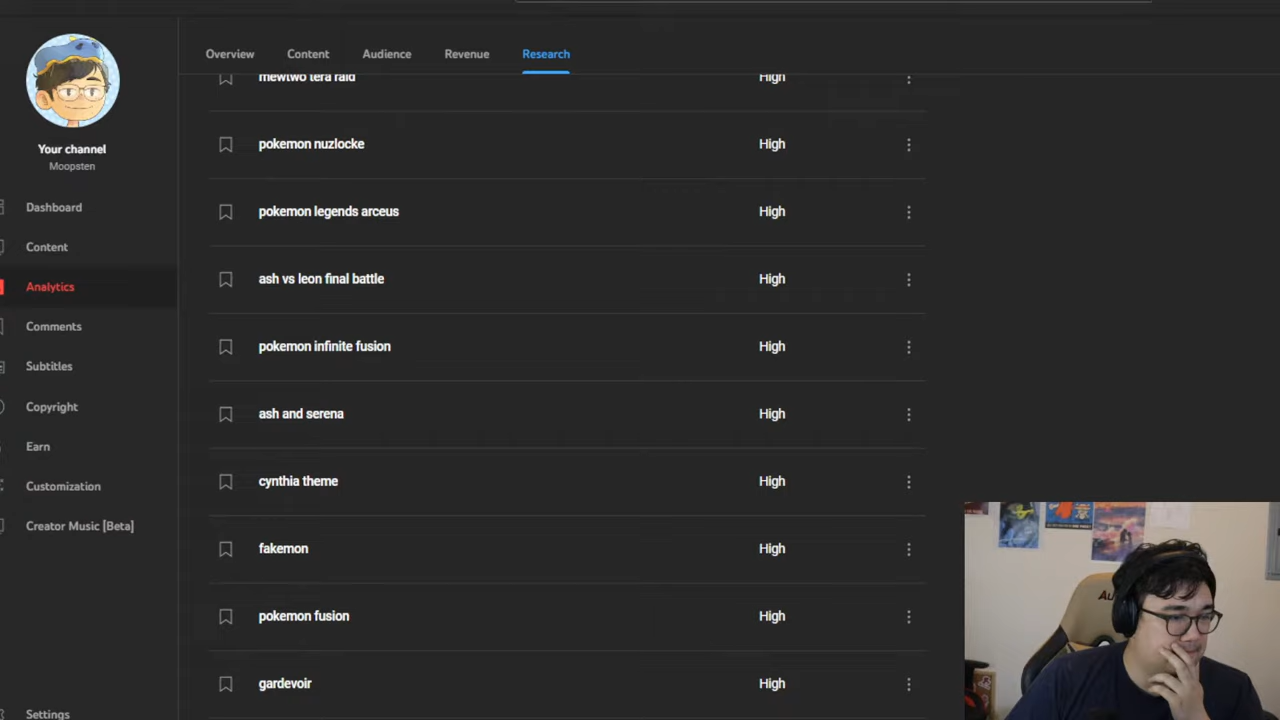 Overview Content Audience Revenue Research
mewtwo tera raid High
Your channel
Moopsten
pokemon nuzlocke High
Dashboard
pokemon legends arceus High
Content
Analytics
ash vs leon final battle High
Comments
pokemon infinite fusion High
Subtitles
Copyright
ash and serena High
Earn
cynthia theme High
Customization
Creator Music [Beta]
fakemon High
pokemon fusion High
gardevoir High
Settings